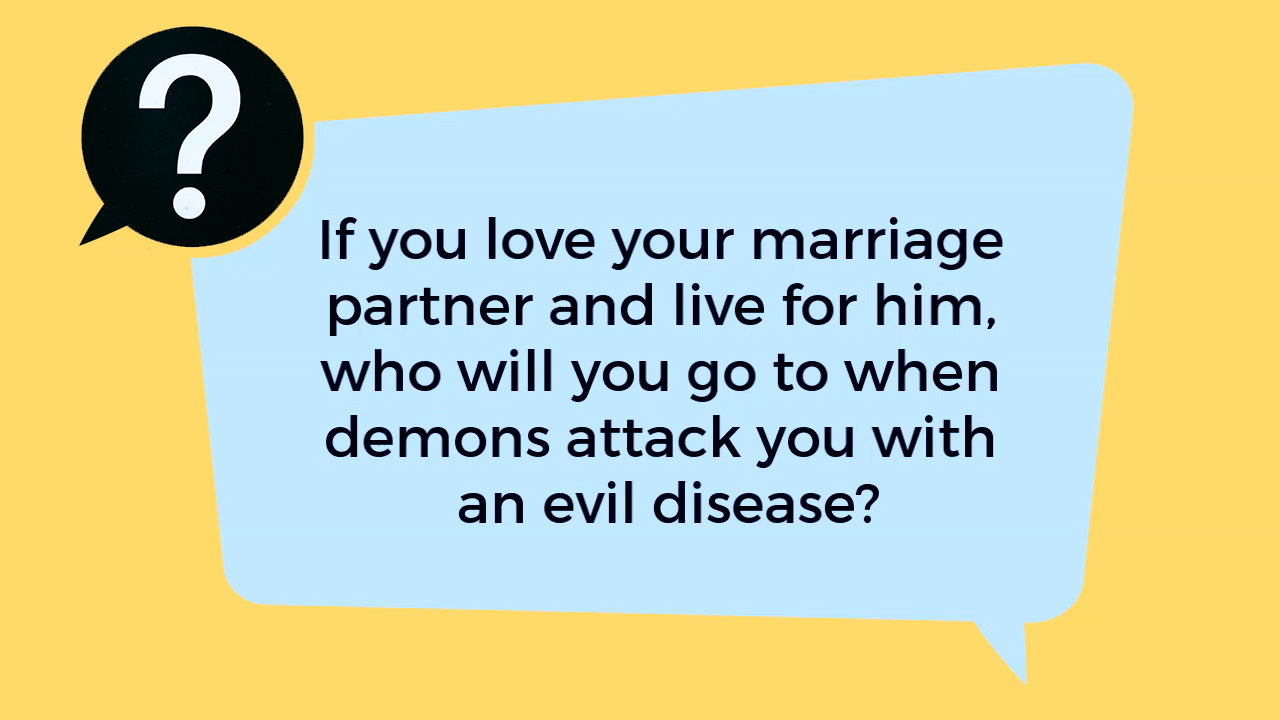 ?
If you love your marriage
partner and live for him,
who will you go to when
demons attack you with
an evil disease?